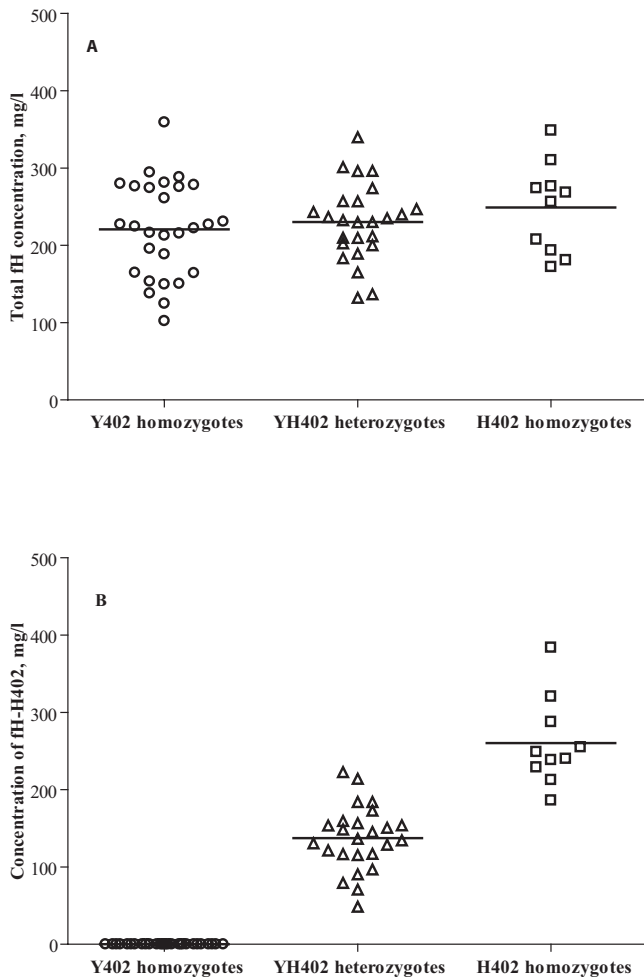 A
Total fH concentration, mg/l
500
400
300
200
100
0
Y402 homozygotes YH402 heterozygotes H402 homozygotes
B
Concentration of fH-H402, mg/l
500
400
300
200
100
0
Y402 homozygotes YH402 heterozygotes H402 homozygotes